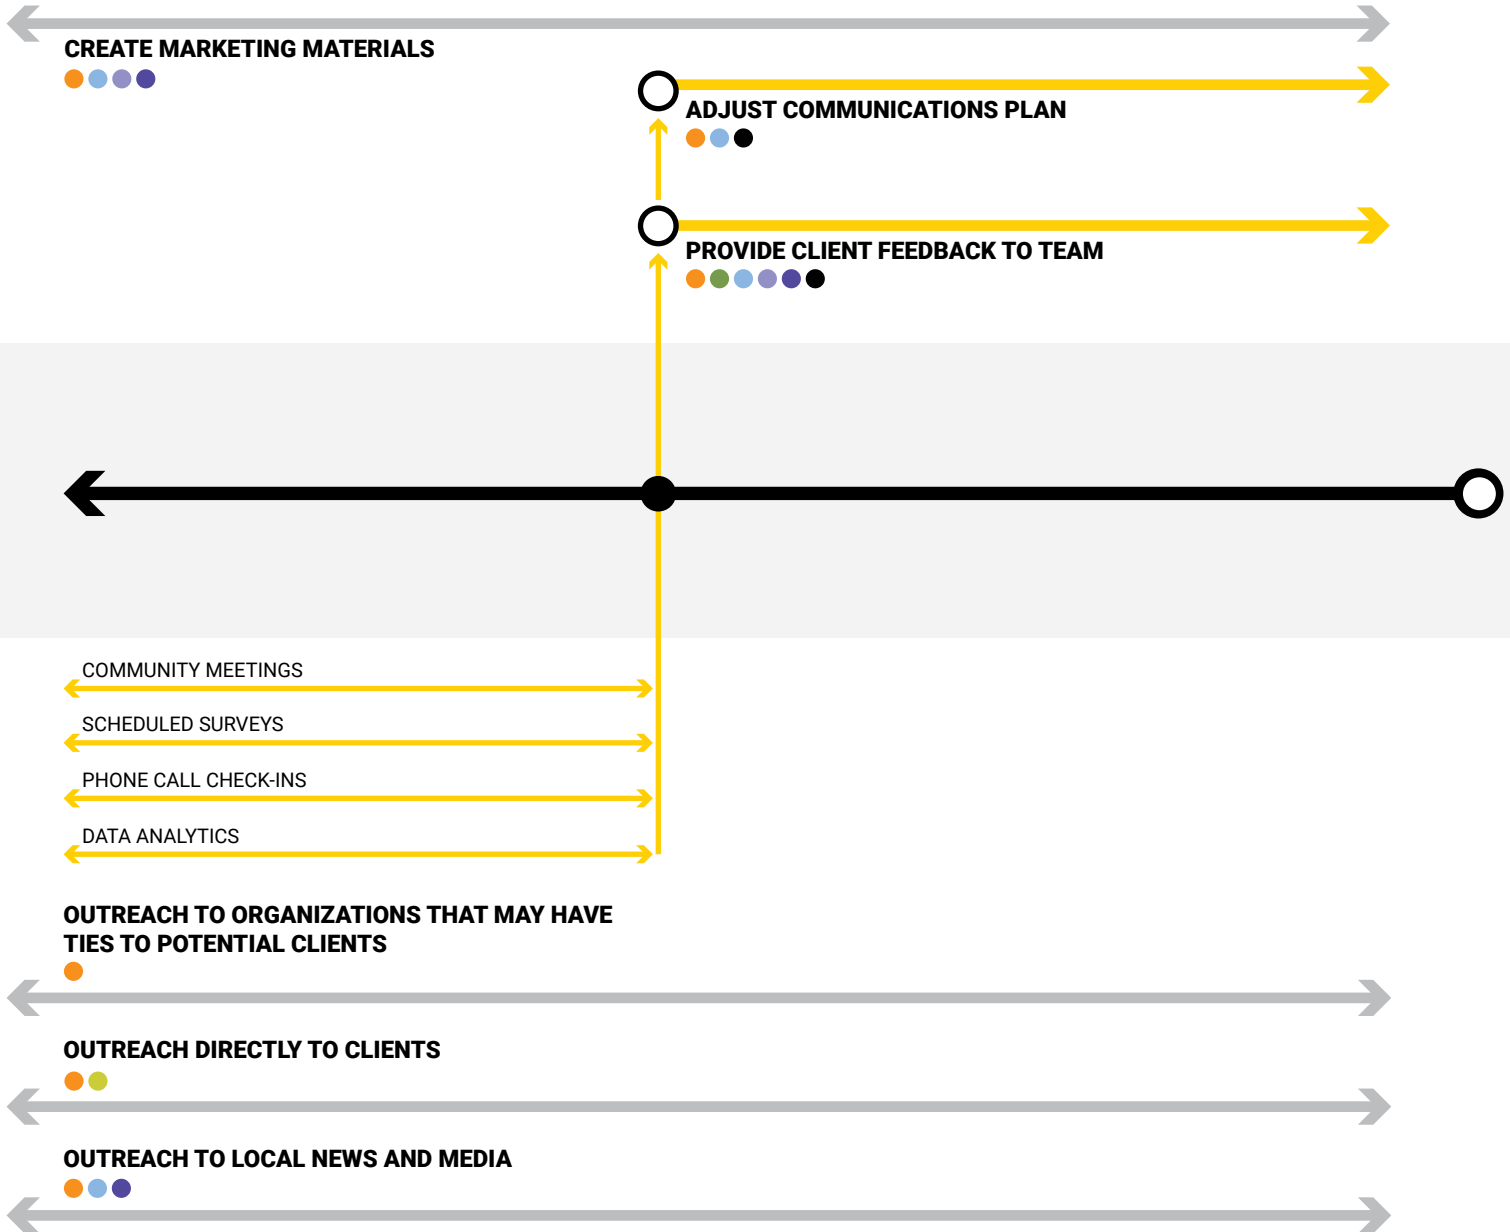 CREATE MARKETING MATERIALS
ADJUST COMMUNICATIONS PLAN
PROVIDE CLIENT FEEDBACK TO TEAM
COMMUNITY MEETINGS
SCHEDULED SURVEYS
PHONE CALL CHECK-INS
DATA ANALYTICS
OUTREACH TO ORGANIZATIONS THAT MAY HAVE
TIES TO POTENTIAL CLIENTS
OUTREACH DIRECTLY TO CLIENTS
OUTREACH TO LOCAL NEWS AND MEDIA